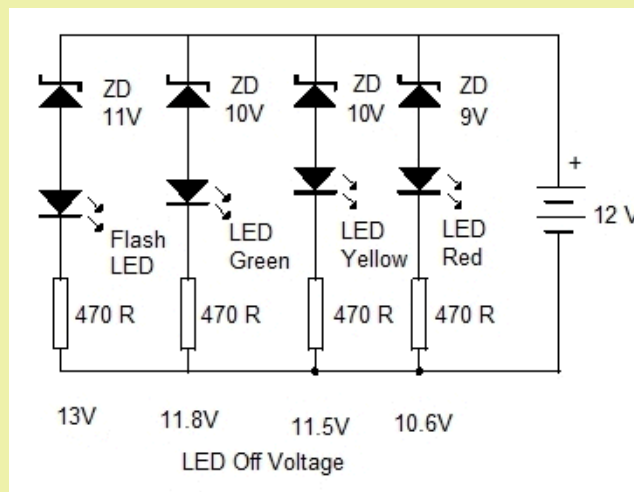 ZD
11V
ZD
10V
ZD
10V
ZD
9V
+
12 V
Flash
LED
LED
Green
LED
Yellow
LED
Red
470 R
470 R
470 R
470 R
13V
11.8V
11.5V
10.6V
LED Off Voltage